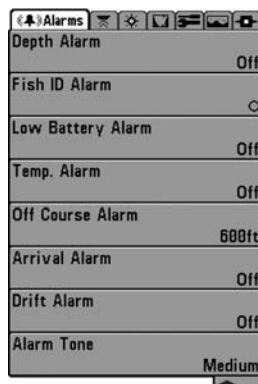 Alarms
Depth Alarm
Off
Fish ID Alarm
Low Battery Alarm
Off
Temp. Alarm
Off
Off Course Alarm
600ft
Arrival Alarm
Off
Drift Alarm
Off
Alarm Tone
Medium